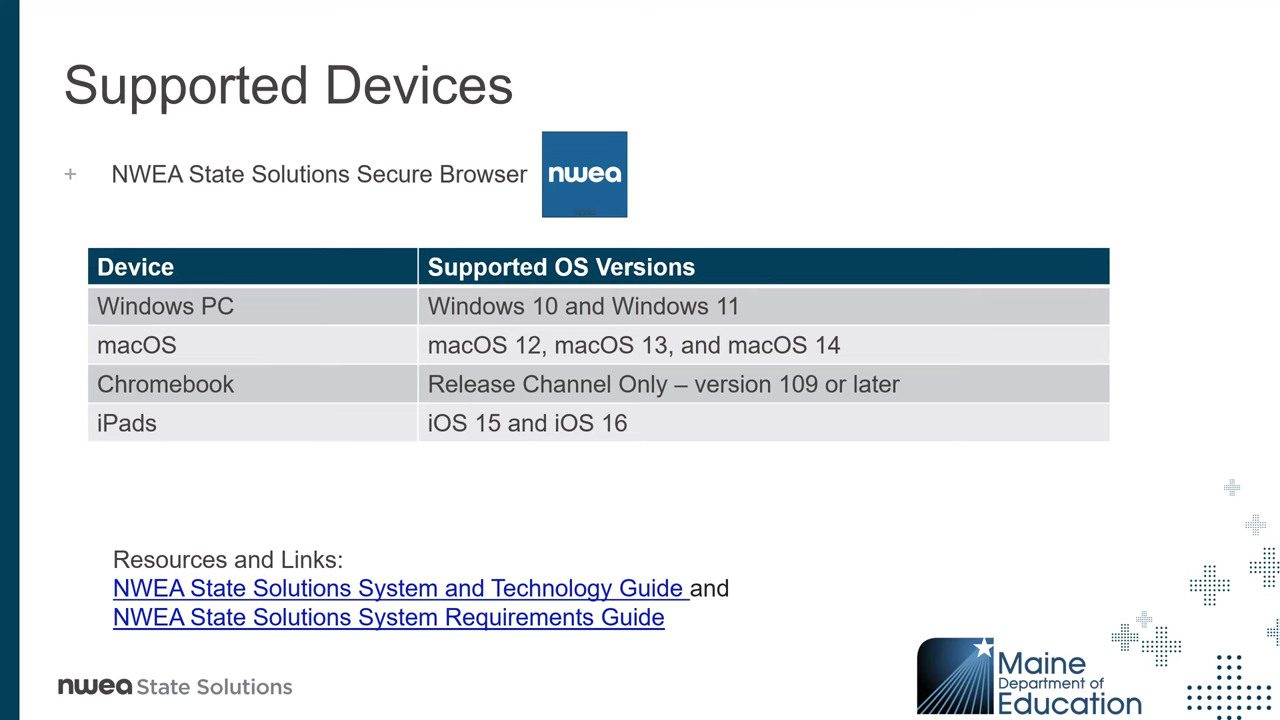 Supported Devices
+ NWEA State Solutions Secure Browser
nwea
Device Supported OS Versions
Windows PC Windows 10 and Windows 11
macOS macOS 12, macOS 13, and macOS 14
Chromebook Release Channel Only – version 109 or later
iPads iOS 15 and iOS 16
Resources and Links:
NWEA State Solutions System and Technology Guide and
NWEA State Solutions System Requirements Guide
nwea State Solutions
Maine
Department of
Education